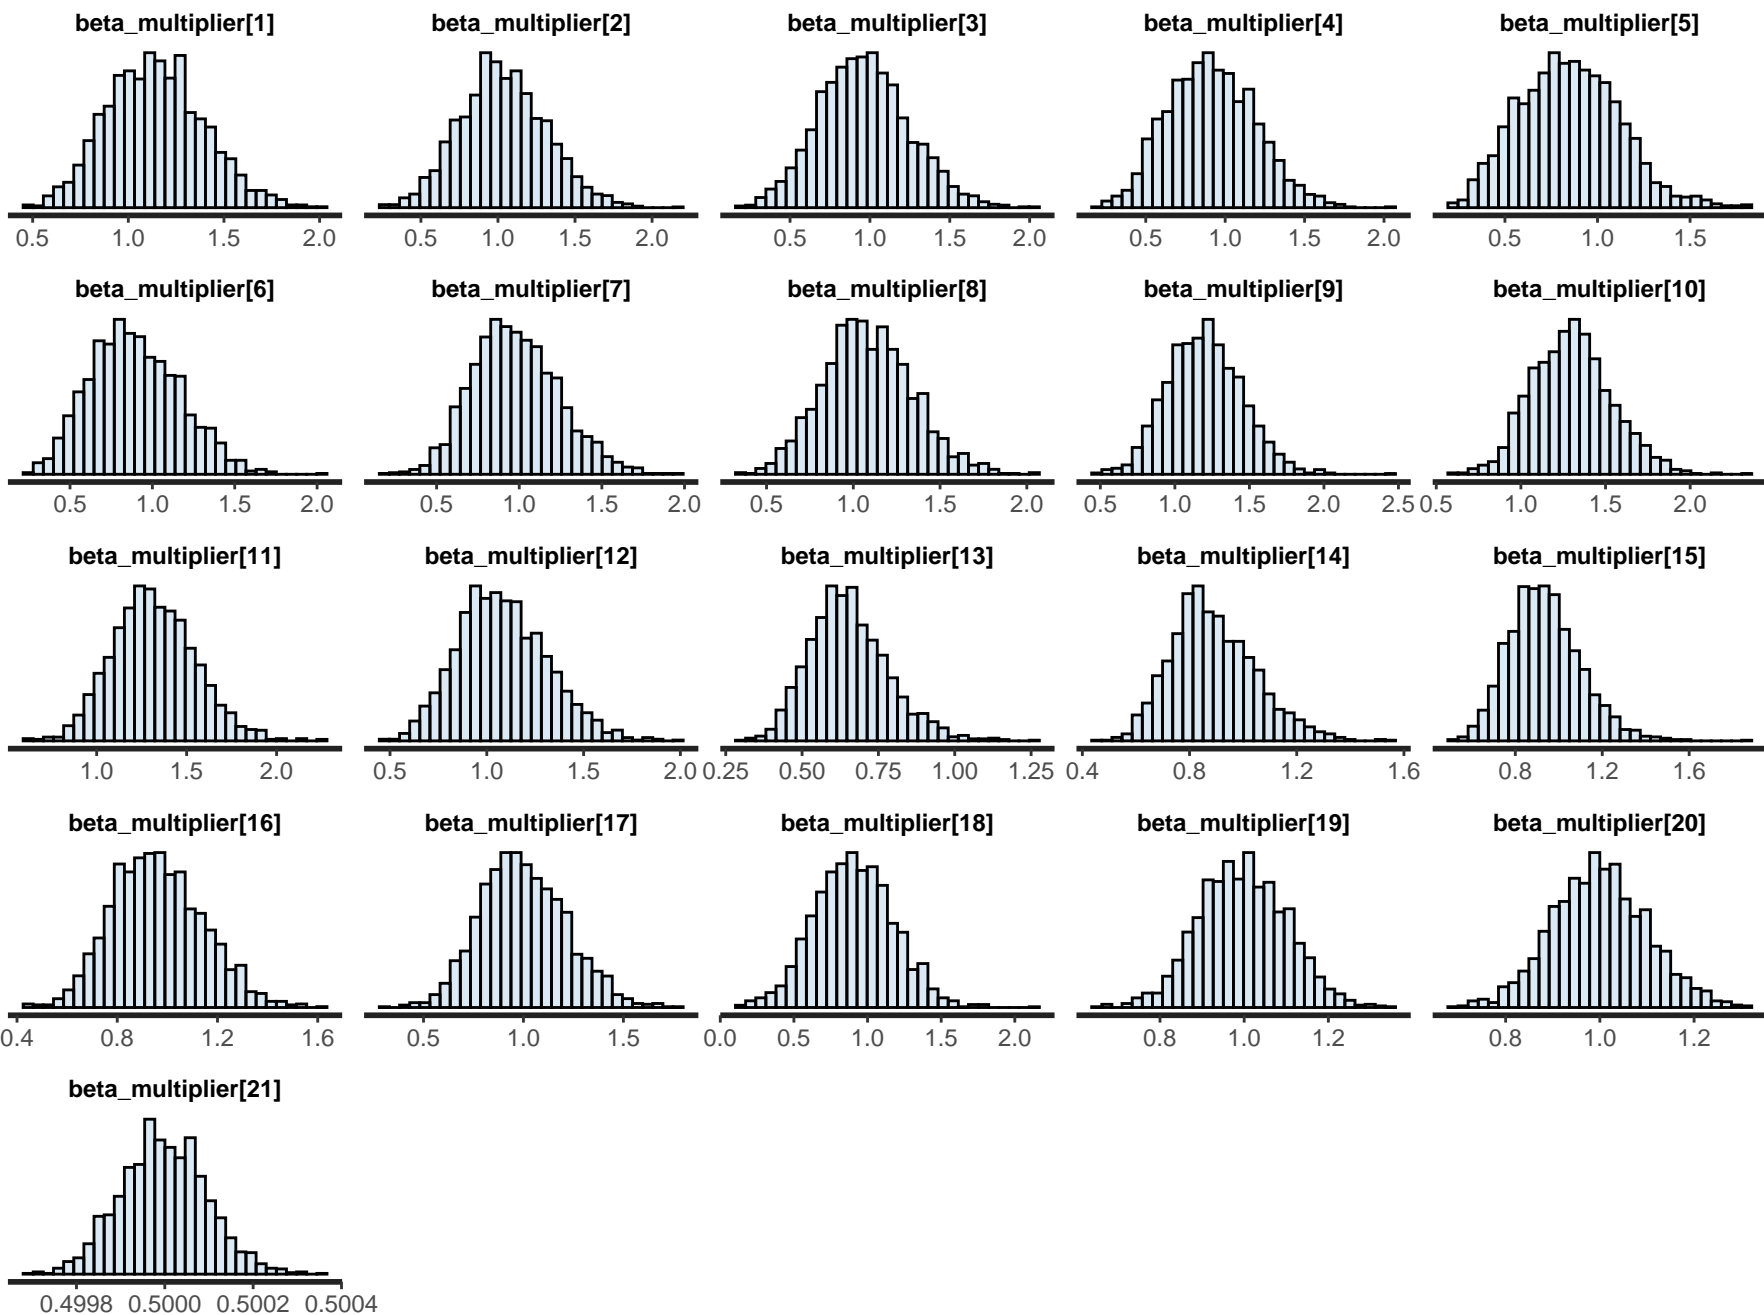 beta_multiplier[1] beta_multiplier[2] beta_multiplier[3] beta_multiplier[4] beta_multiplier[5]
0.5 1.0 1.5 2.0 0.5 1.0 1.5 2.0 0.5 1.0 1.5 2.0 0.5 1.0 1.5 2.0 0.5 1.0 1.5
beta_multiplier[6] beta_multiplier[7] beta_multiplier[8] beta_multiplier[9] beta_multiplier[10]
0.5 1.0 1.5 2.0 0.5 1.0 1.5 2.0 0.5 1.0 1.5 2.0 0.5 1.0 1.5 2.0 2.5 0.5 1.0 1.5 2.0
beta_multiplier[11] beta_multiplier[12] beta_multiplier[13] beta_multiplier[14] beta_multiplier[15]
1.0 1.5 2.0 0.5 1.0 1.5 2.0 0.25 0.50 0.75 1.00 1.25 0.4 0.8 1.2 1.6 0.8 1.2 1.6
beta_multiplier[16] beta_multiplier[17] beta_multiplier[18] beta_multiplier[19] beta_multiplier[20]
0.4 0.8 1.2 1.6 0.5 1.0 1.5 0.0 0.5 1.0 1.5 2.0 0.8 1.0 1.2 0.8 1.0 1.2
beta_multiplier[21]
0.4998 0.5000 0.5002 0.5004